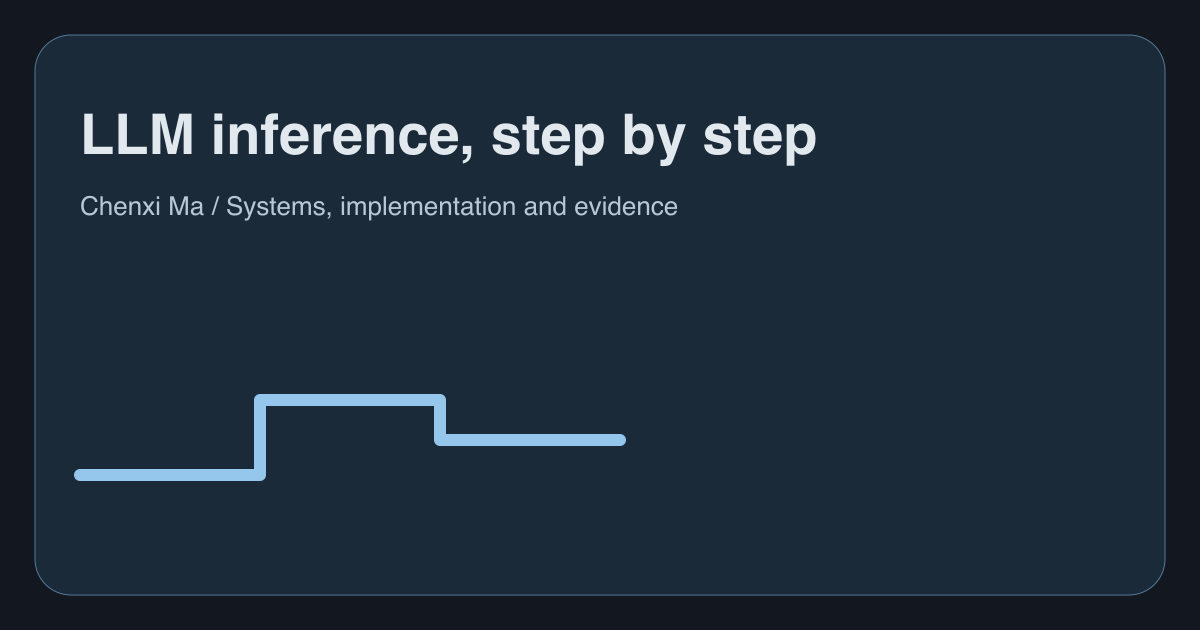 LLM inference, step by step
Chenxi Ma / Systems, implementation and evidence